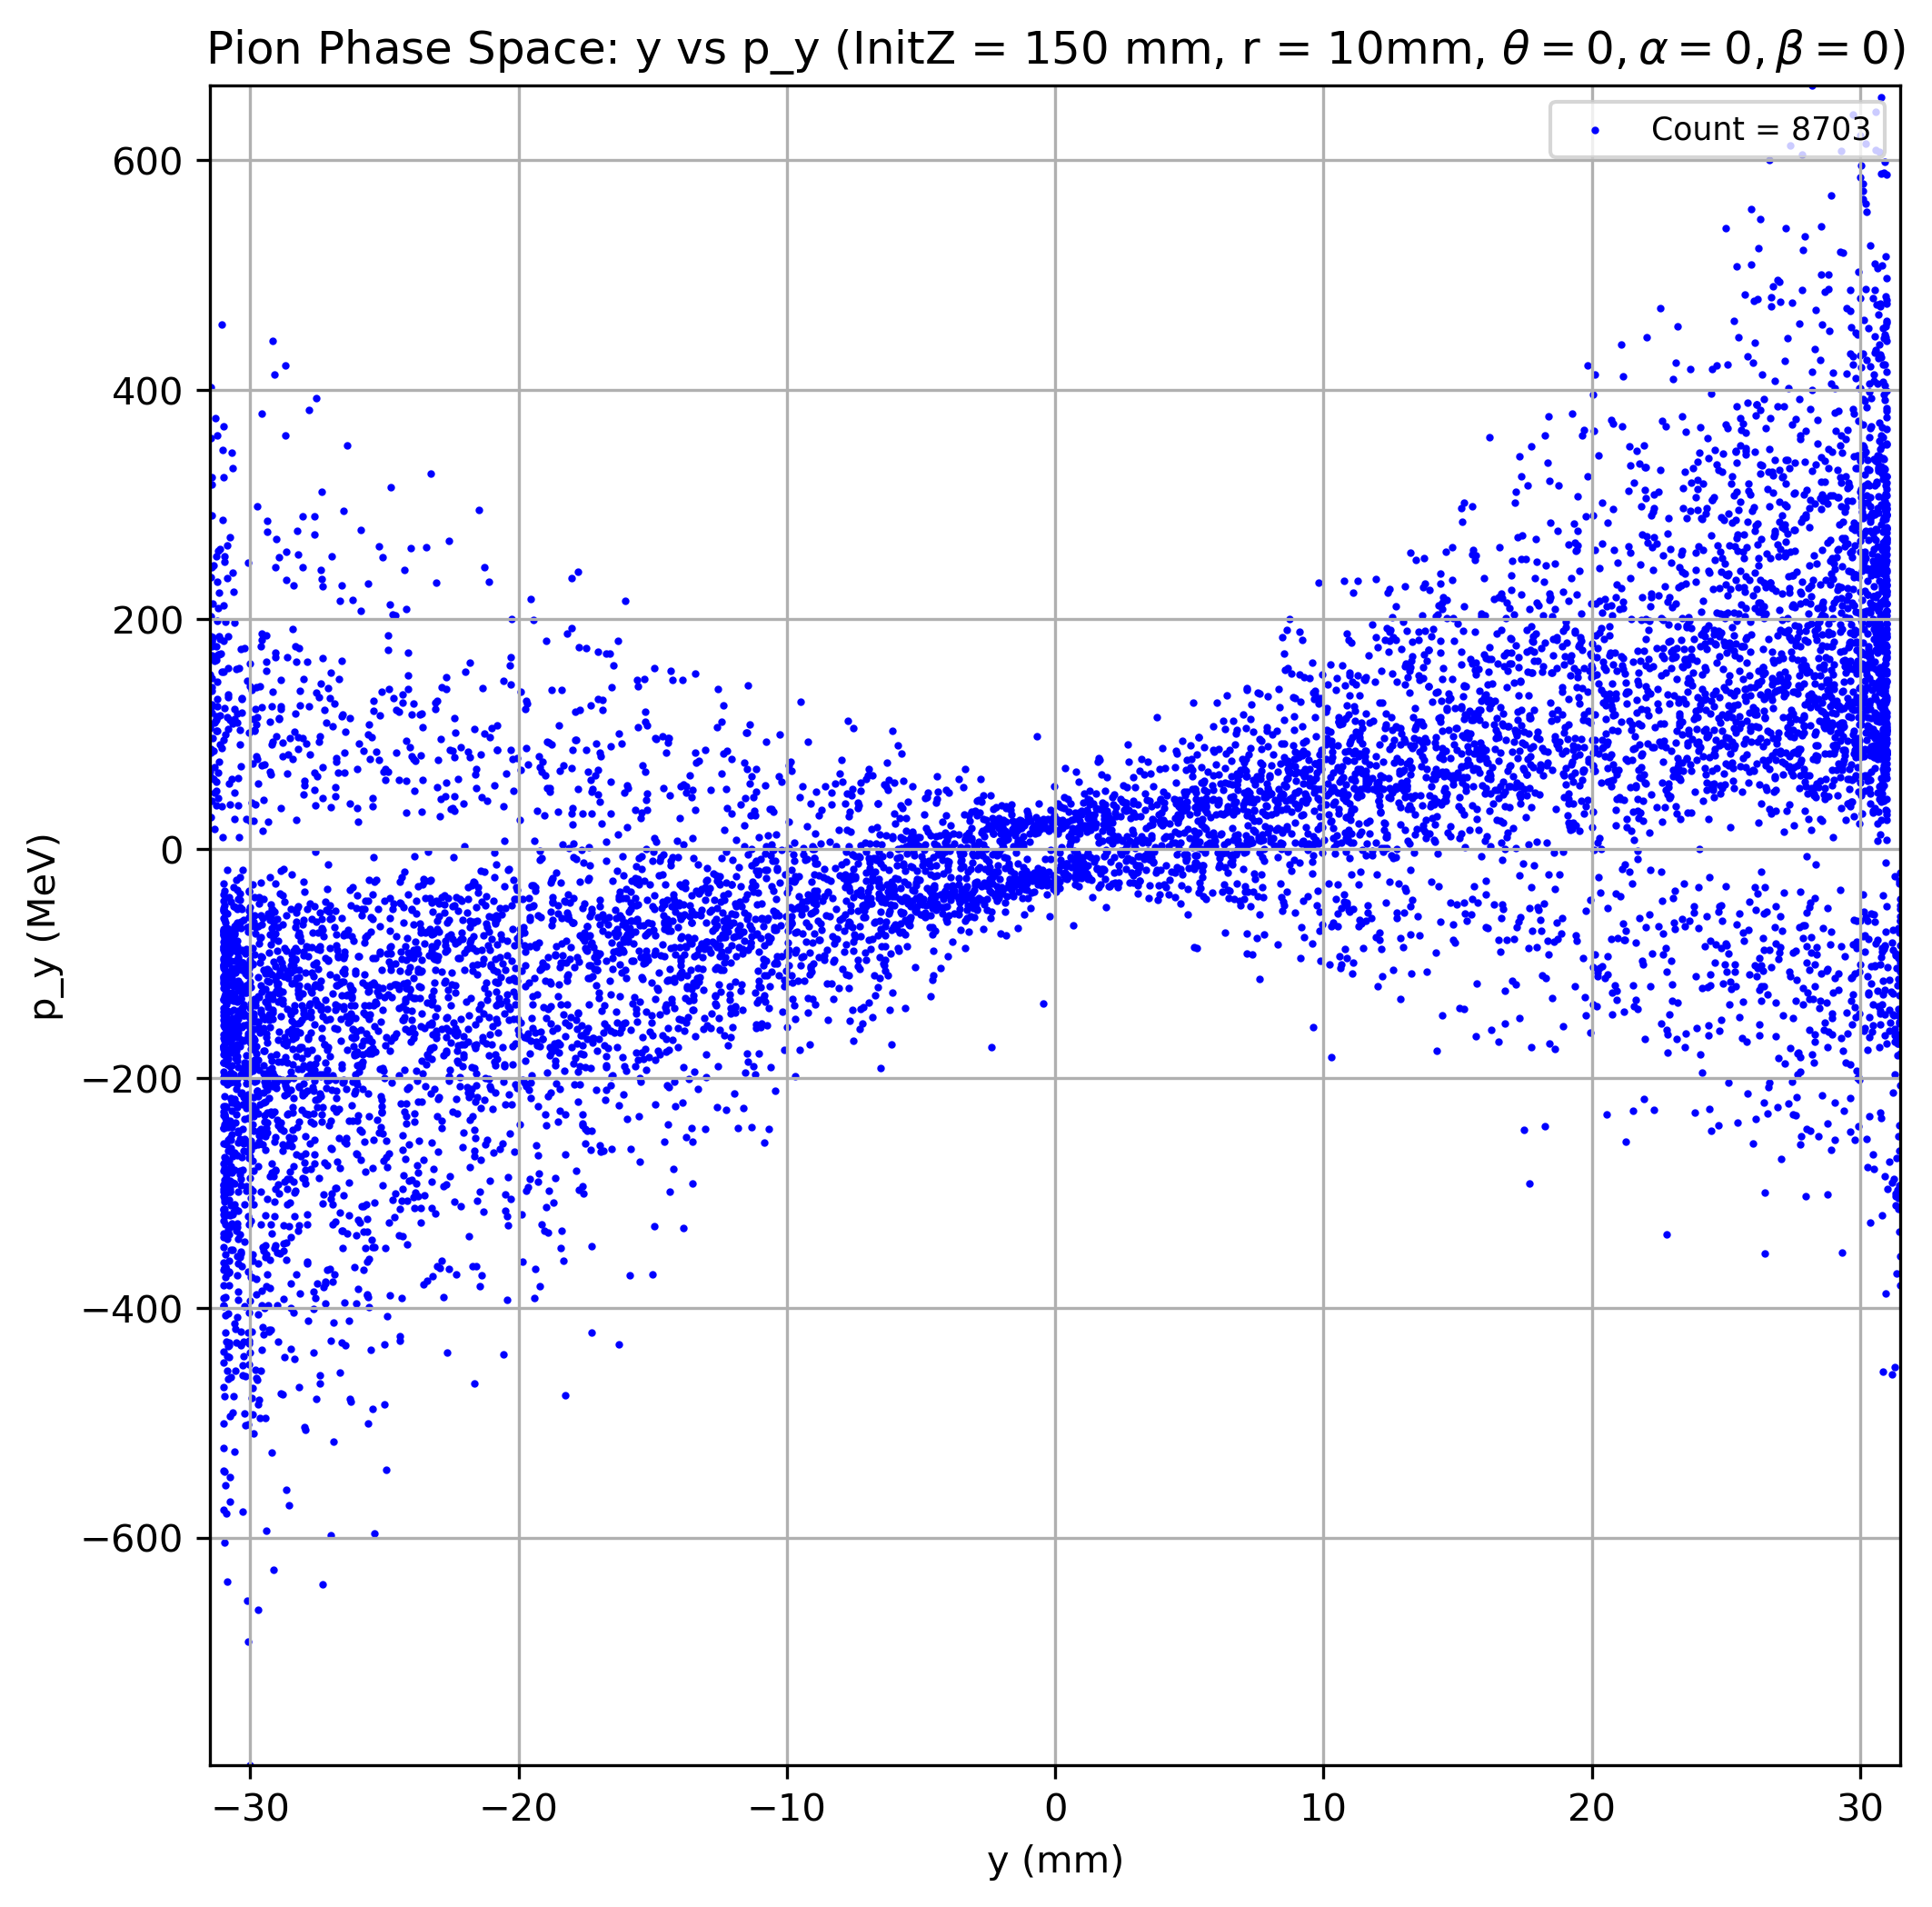 Pion Phase Space: y vs p_y (InitZ = 150 mm, r = 10mm, θ = 0, α = 0, β = 0)
Count = 8703
600
400
200
0
−200
−400
−600
p_y (MeV)
−30 −20 −10 0 10 20 30
y (mm)